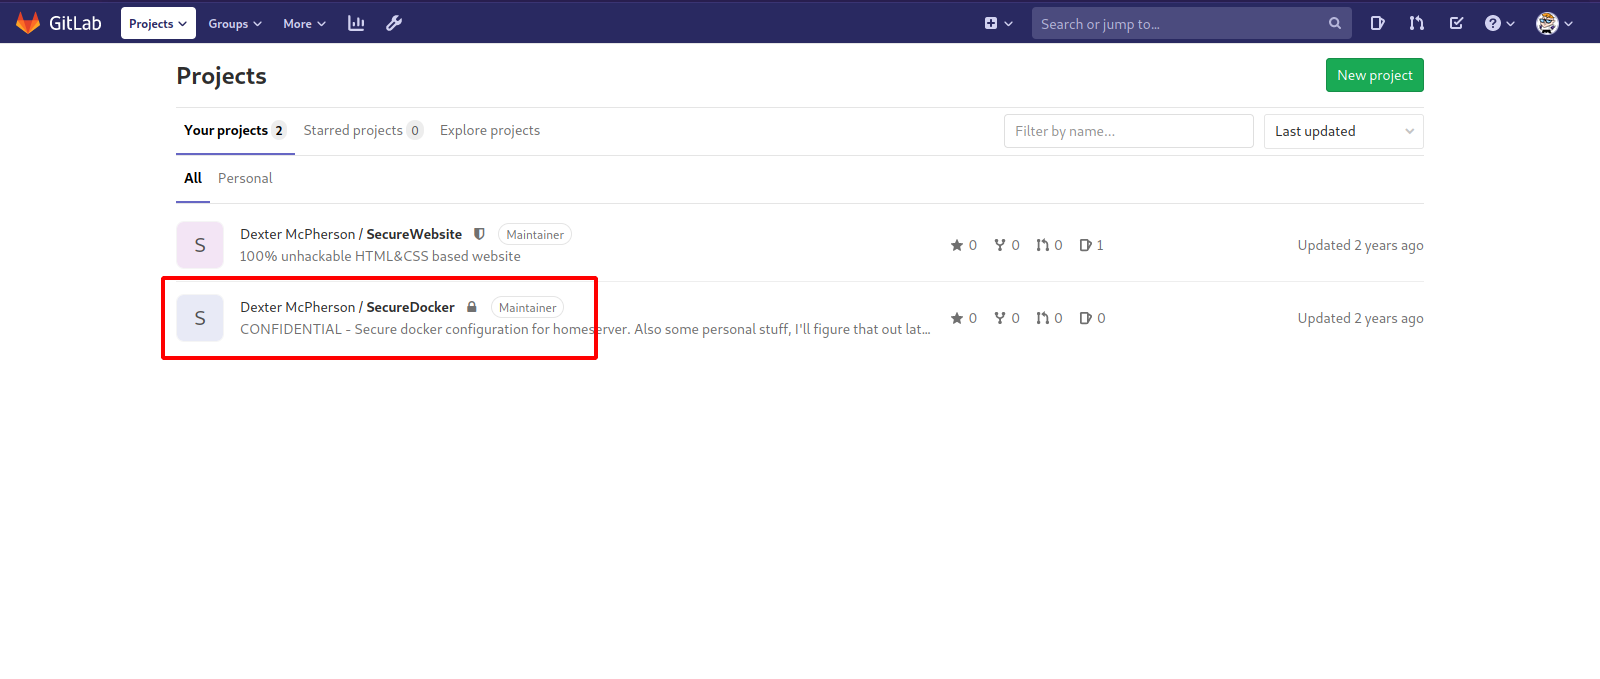 GitLab Projects Groups More Search or jump to...
Projects
New project
Your projects 2 Starred projects 0 Explore projects Filter by name... Last updated
All Personal
S Dexter McPherson / SecureWebsite Maintainer
100% unhackable HTML&CSS based website
0 0 0 1 Updated 2 years ago
S Dexter McPherson / SecureDocker Maintainer
CONFIDENTIAL - Secure docker configuration for homeserver. Also some personal stuff, I'll figure that out lat...
0 0 0 0 Updated 2 years ago